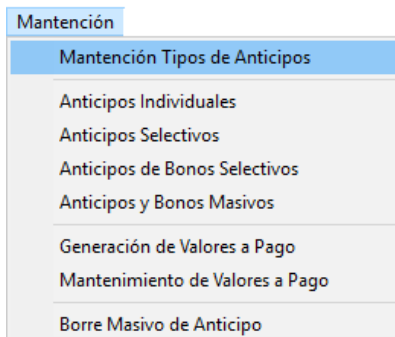 Mantención
Mantención Tipos de Anticipos
Anticipos Individuales
Anticipos Selectivos
Anticipos de Bonos Selectivos
Anticipos y Bonos Masivos
Generación de Valores a Pago
Mantenimiento de Valores a Pago
Borre Masivo de Anticipo